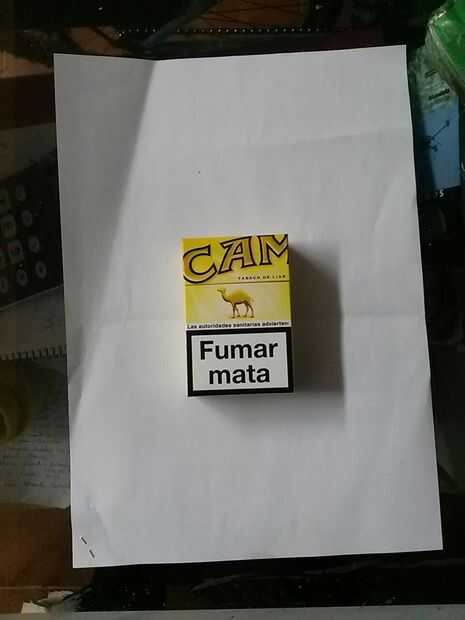 CAM
TABACO DE LIAR
Las autoridades sanitarias advierten:
Fumar
mata